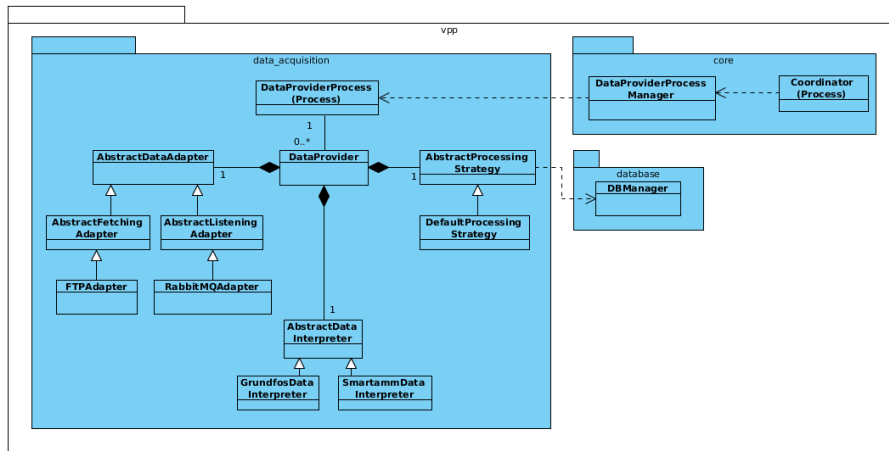 vpp
data_acquisition
core
DataProviderProcess
(Process)
DataProviderProcess
Manager
Coordinator
(Process)
1
0..*
AbstractDataAdapter
1
DataProvider
1
AbstractProcessing
Strategy
database
DBManager
AbstractFetching
Adapter
AbstractListening
Adapter
DefaultProcessing
Strategy
FTPAdapter
RabbitMQAdapter
1
AbstractData
Interpreter
GrundfosData
Interpreter
SmartammData
Interpreter